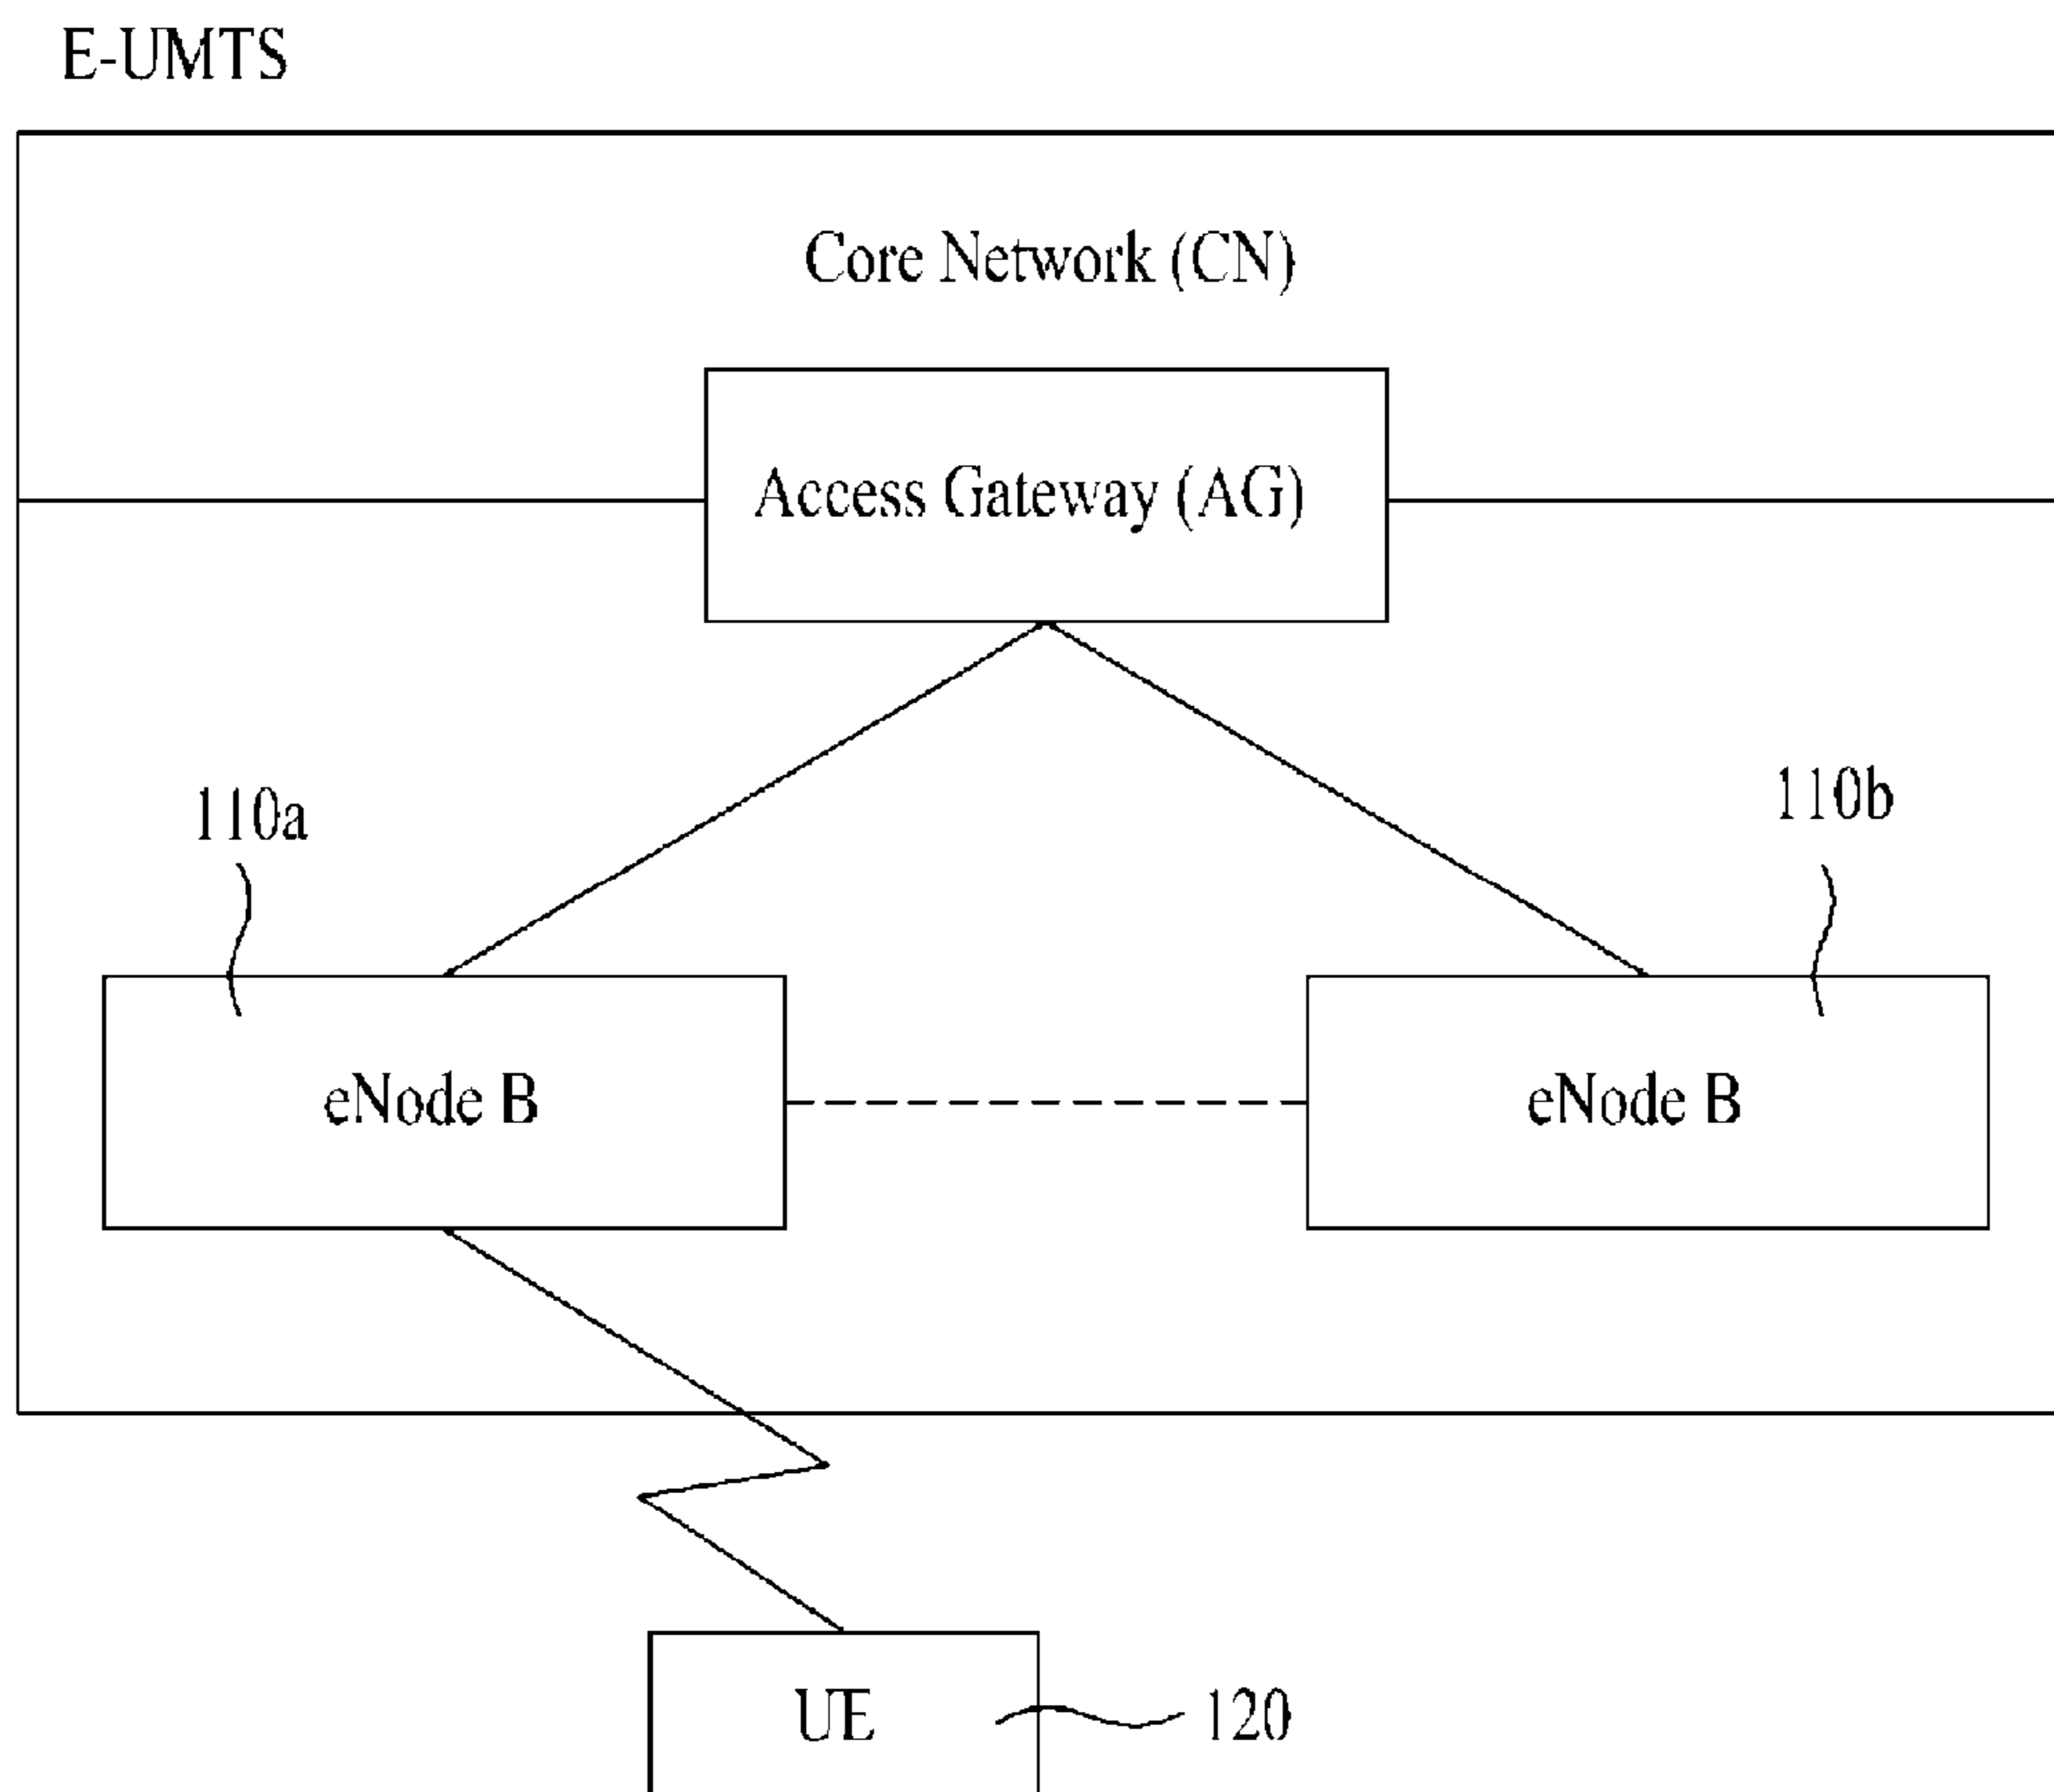 E-UMTS
Core Network (CN)
Access Gateway (AG)
110a
110b
eNode B
eNode B
UE
120